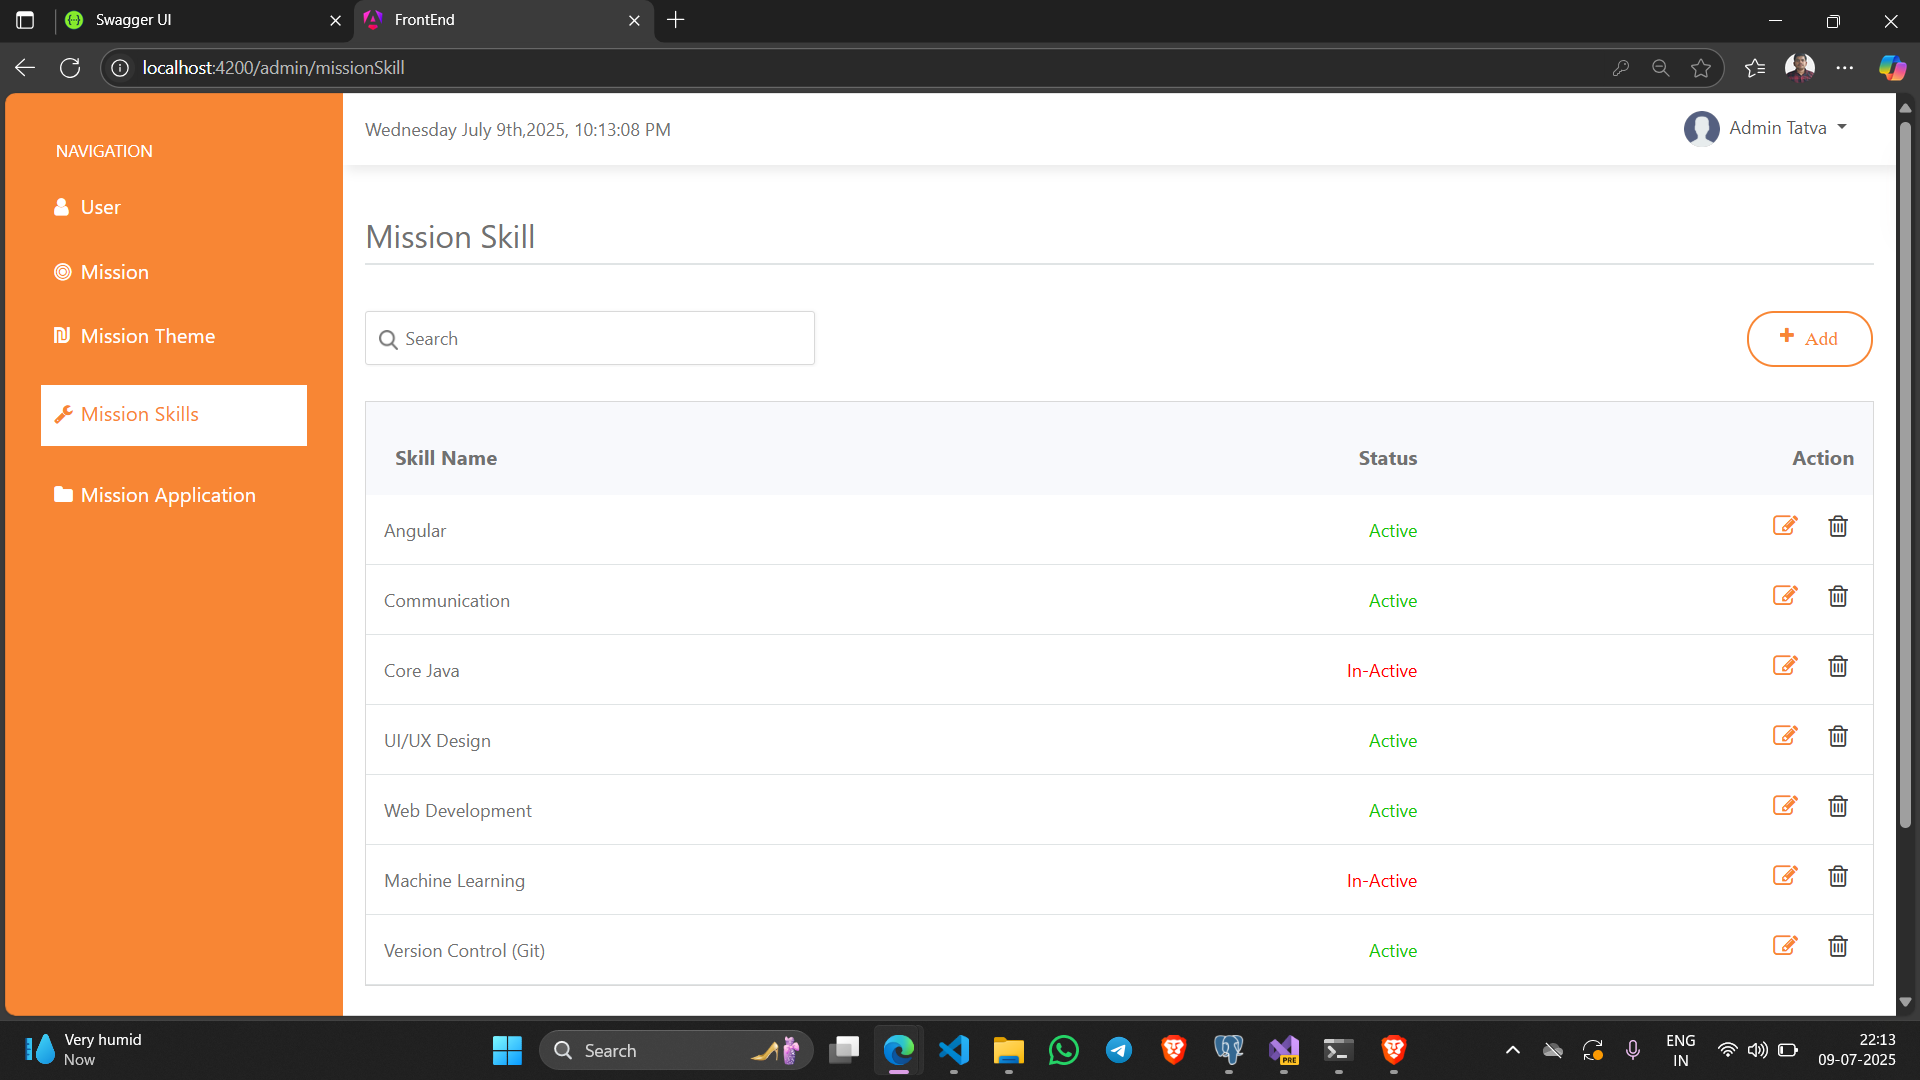 Swagger UI
FrontEnd
localhost:4200/admin/missionSkill
NAVIGATION
User
Mission
Mission Theme
Mission Skills
Mission Application
Wednesday July 9th,2025, 10:13:08 PM
Admin Tatva
Mission Skill
Search
Add
Skill Name Status Action
Angular Active
Communication Active
Core Java In-Active
UI/UX Design Active
Web Development Active
Machine Learning In-Active
Version Control (Git) Active
Very humid
Now
Search
PRE
ENG
IN
22:13
09-07-2025